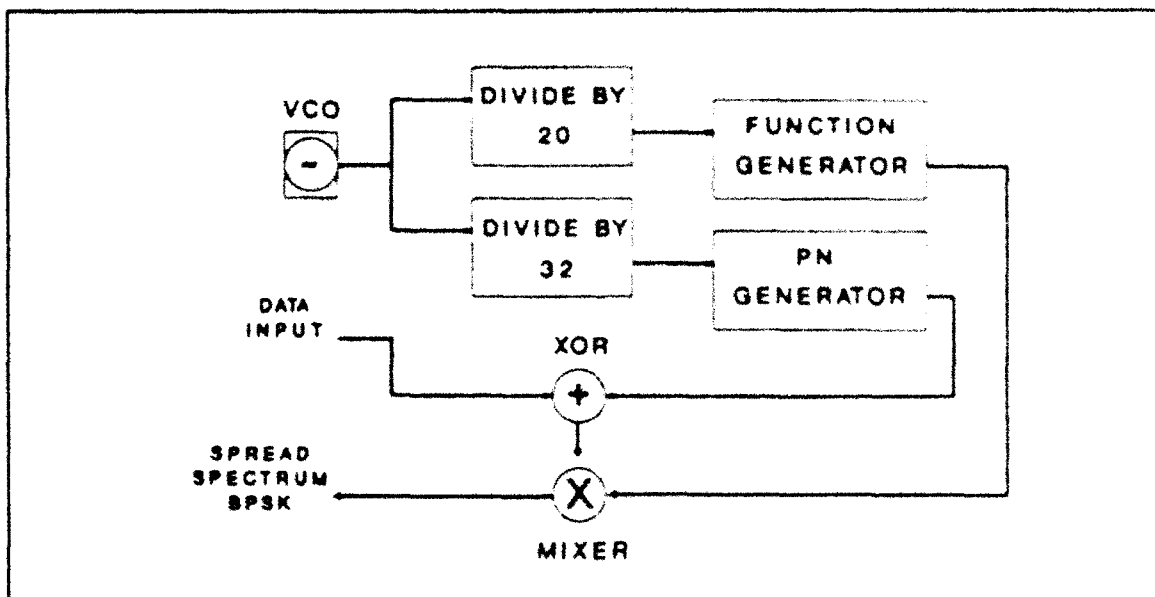 VCO
~
DIVIDE BY
20
FUNCTION
GENERATOR
DIVIDE BY
32
PN
GENERATOR
DATA
INPUT
XOR
+
SPREAD
SPECTRUM
BPSK
X
MIXER